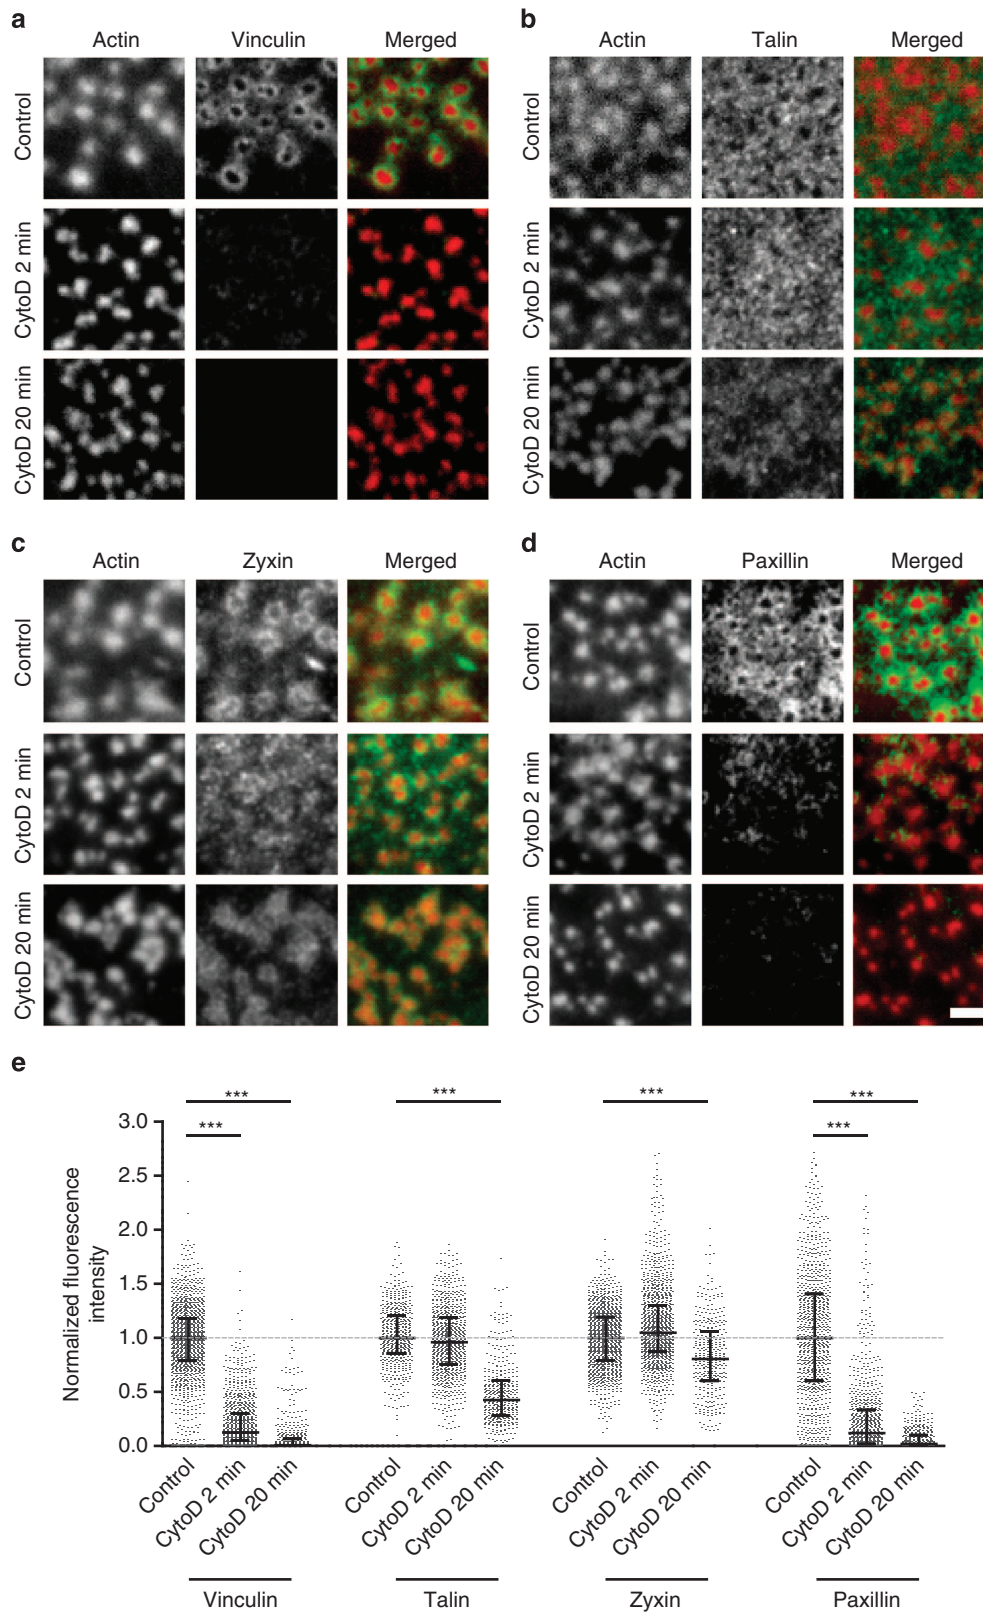 a
Actin Vinculin Merged
Control
CytoD 2 min
CytoD 20 min
b
Actin Talin Merged
Control
CytoD 2 min
CytoD 20 min
c
Actin Zyxin Merged
Control
CytoD 2 min
CytoD 20 min
d
Actin Paxillin Merged
Control
CytoD 2 min
CytoD 20 min
e
Normalized fluorescence
intensity
3.0
2.5
2.0
1.5
1.0
0.5
0.0
*** *** *** ***
*** ***
Control CytoD 2 min CytoD 20 min Control CytoD 2 min CytoD 20 min Control CytoD 2 min CytoD 20 min Control CytoD 2 min CytoD 20 min
Vinculin Talin Zyxin Paxillin